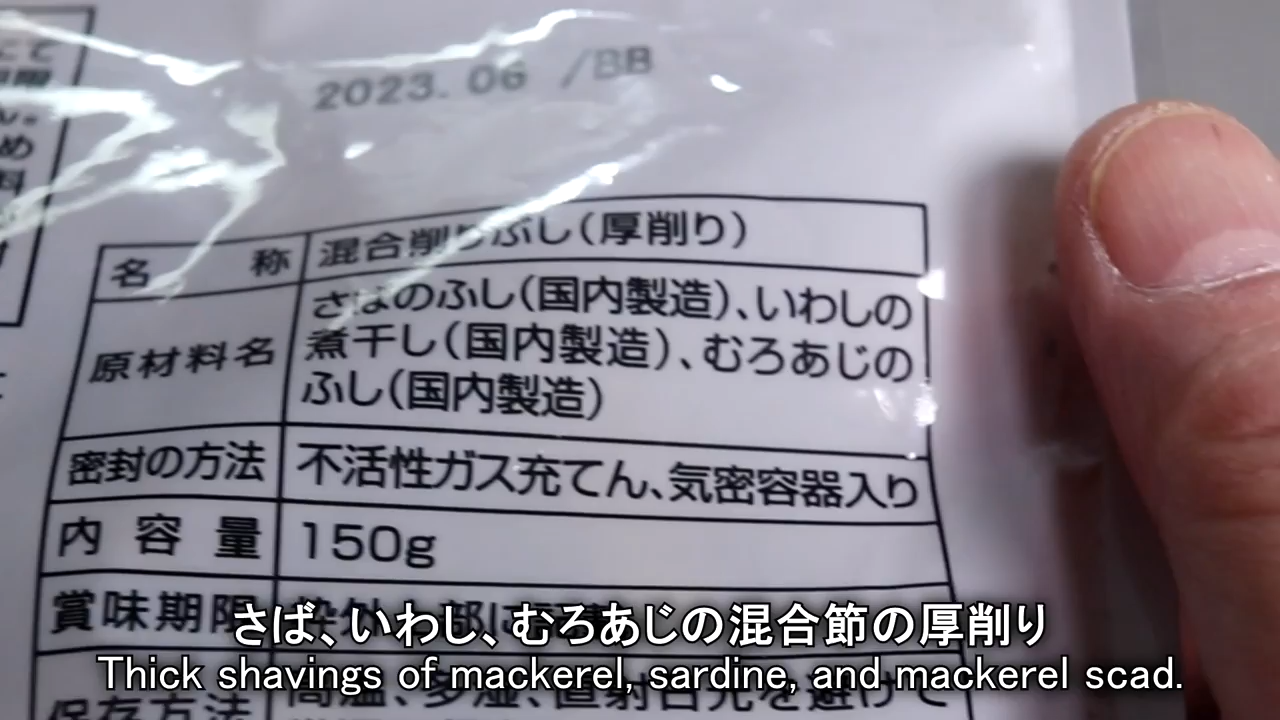 2023.06 /BB
名称 混合削りぶし(厚削り)
原材料名 さばのふし(国内製造)、いわしの
煮干し(国内製造)、むろあじの
ふし(国内製造)
密封の方法 不活性ガス充てん、気密容器入り
内容量 150g
賞味期限
さば、いわし、むろあじの混合節の厚削り
Thick shavings of mackerel, sardine, and mackerel scad.
保存方法 高温、多湿、直射日光を避けて